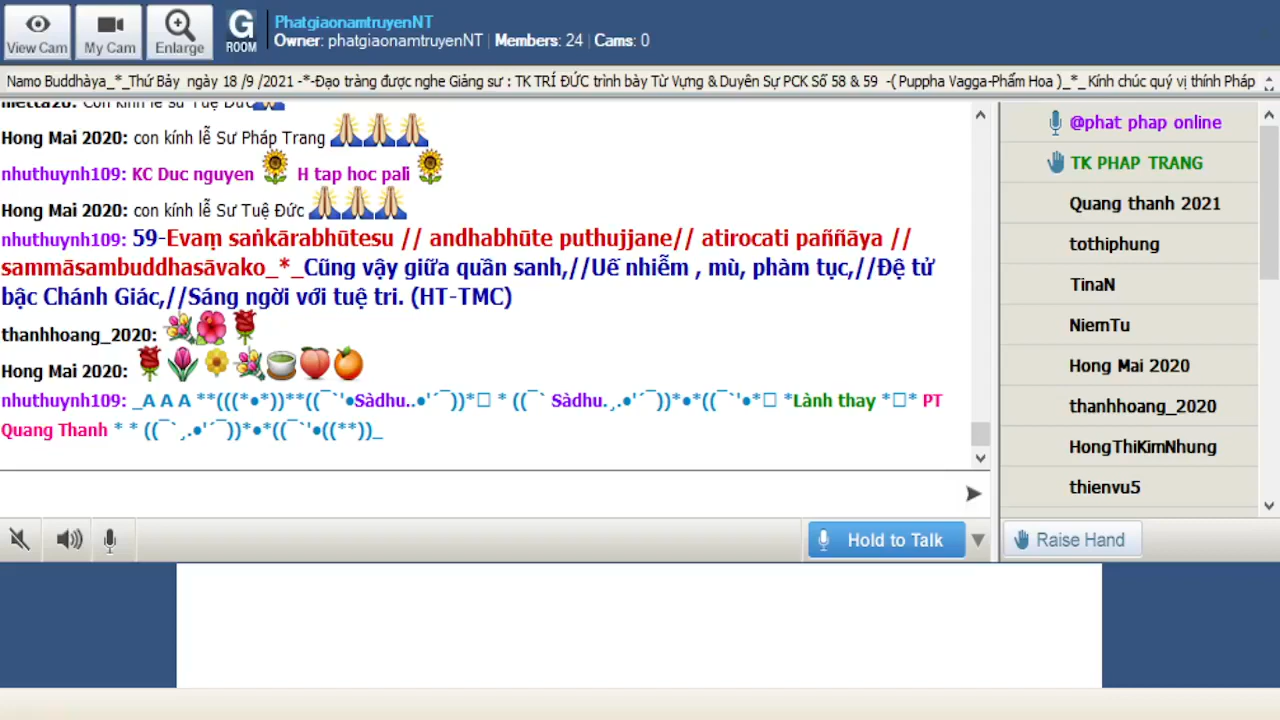 View Cam
My Cam
Enlarge
G
ROOM
PhatgiaonamtruyenNT
Owner: phatgiaonamtruyenNT | Members: 24 | Cams: 0
Namo Buddhàya_*_Thứ Bảy ngày 18 /9 /2021 -*-Đạo tràng được nghe Giảng sư : TK TRÍ ĐỨC trình bày Từ Vựng & Duyên Sự PCK Số 58 & 59 -( Puppha Vagga-Phẩm Hoa )_*_ Kính chúc quý vị thính Pháp
metta20: Con kính lễ sư Tuệ Đức🙏
Hong Mai 2020: con kính lễ Sư Pháp Trang 🙏🙏🙏
nhuthuynh109: KC Duc nguyen 🌻 H tap hoc pali 🌻
Hong Mai 2020: con kính lễ Sư Tuệ Đức 🙏🙏🙏
nhuthuynh109: 59-Evaṃ saṅkārabhūtesu // andhabhūte puthujjane// atirocati paññāya //
sammāsambuddhasāvako_*_Cũng vậy giữa quần sanh,//Uế nhiễm , mù, phàm tục,//Đệ tử
bậc Chánh Giác,//Sáng ngời với tuệ tri. (HT-TMC)
thanhhoang_2020: 💐🌺🌹
Hong Mai 2020: 🌹🌷🌼💐🍵🍑🍊
nhuthuynh109: _A A A **(((*•*))**((¯`'•Sàdhu..•'´¯))*□ * ((¯` Sàdhu.¸.•'´¯))*•*((¯`'•*□ *Lành thay *□* PT
Quang Thanh * * ((¯`¸.•'´¯))*•*((¯`'•((**))_
Hold to Talk
@phat phap online
TK PHAP TRANG
Quang thanh 2021
tothiphung
TinaN
NiemTu
Hong Mai 2020
thanhhoang_2020
HongThiKimNhung
thienvu5
Raise Hand